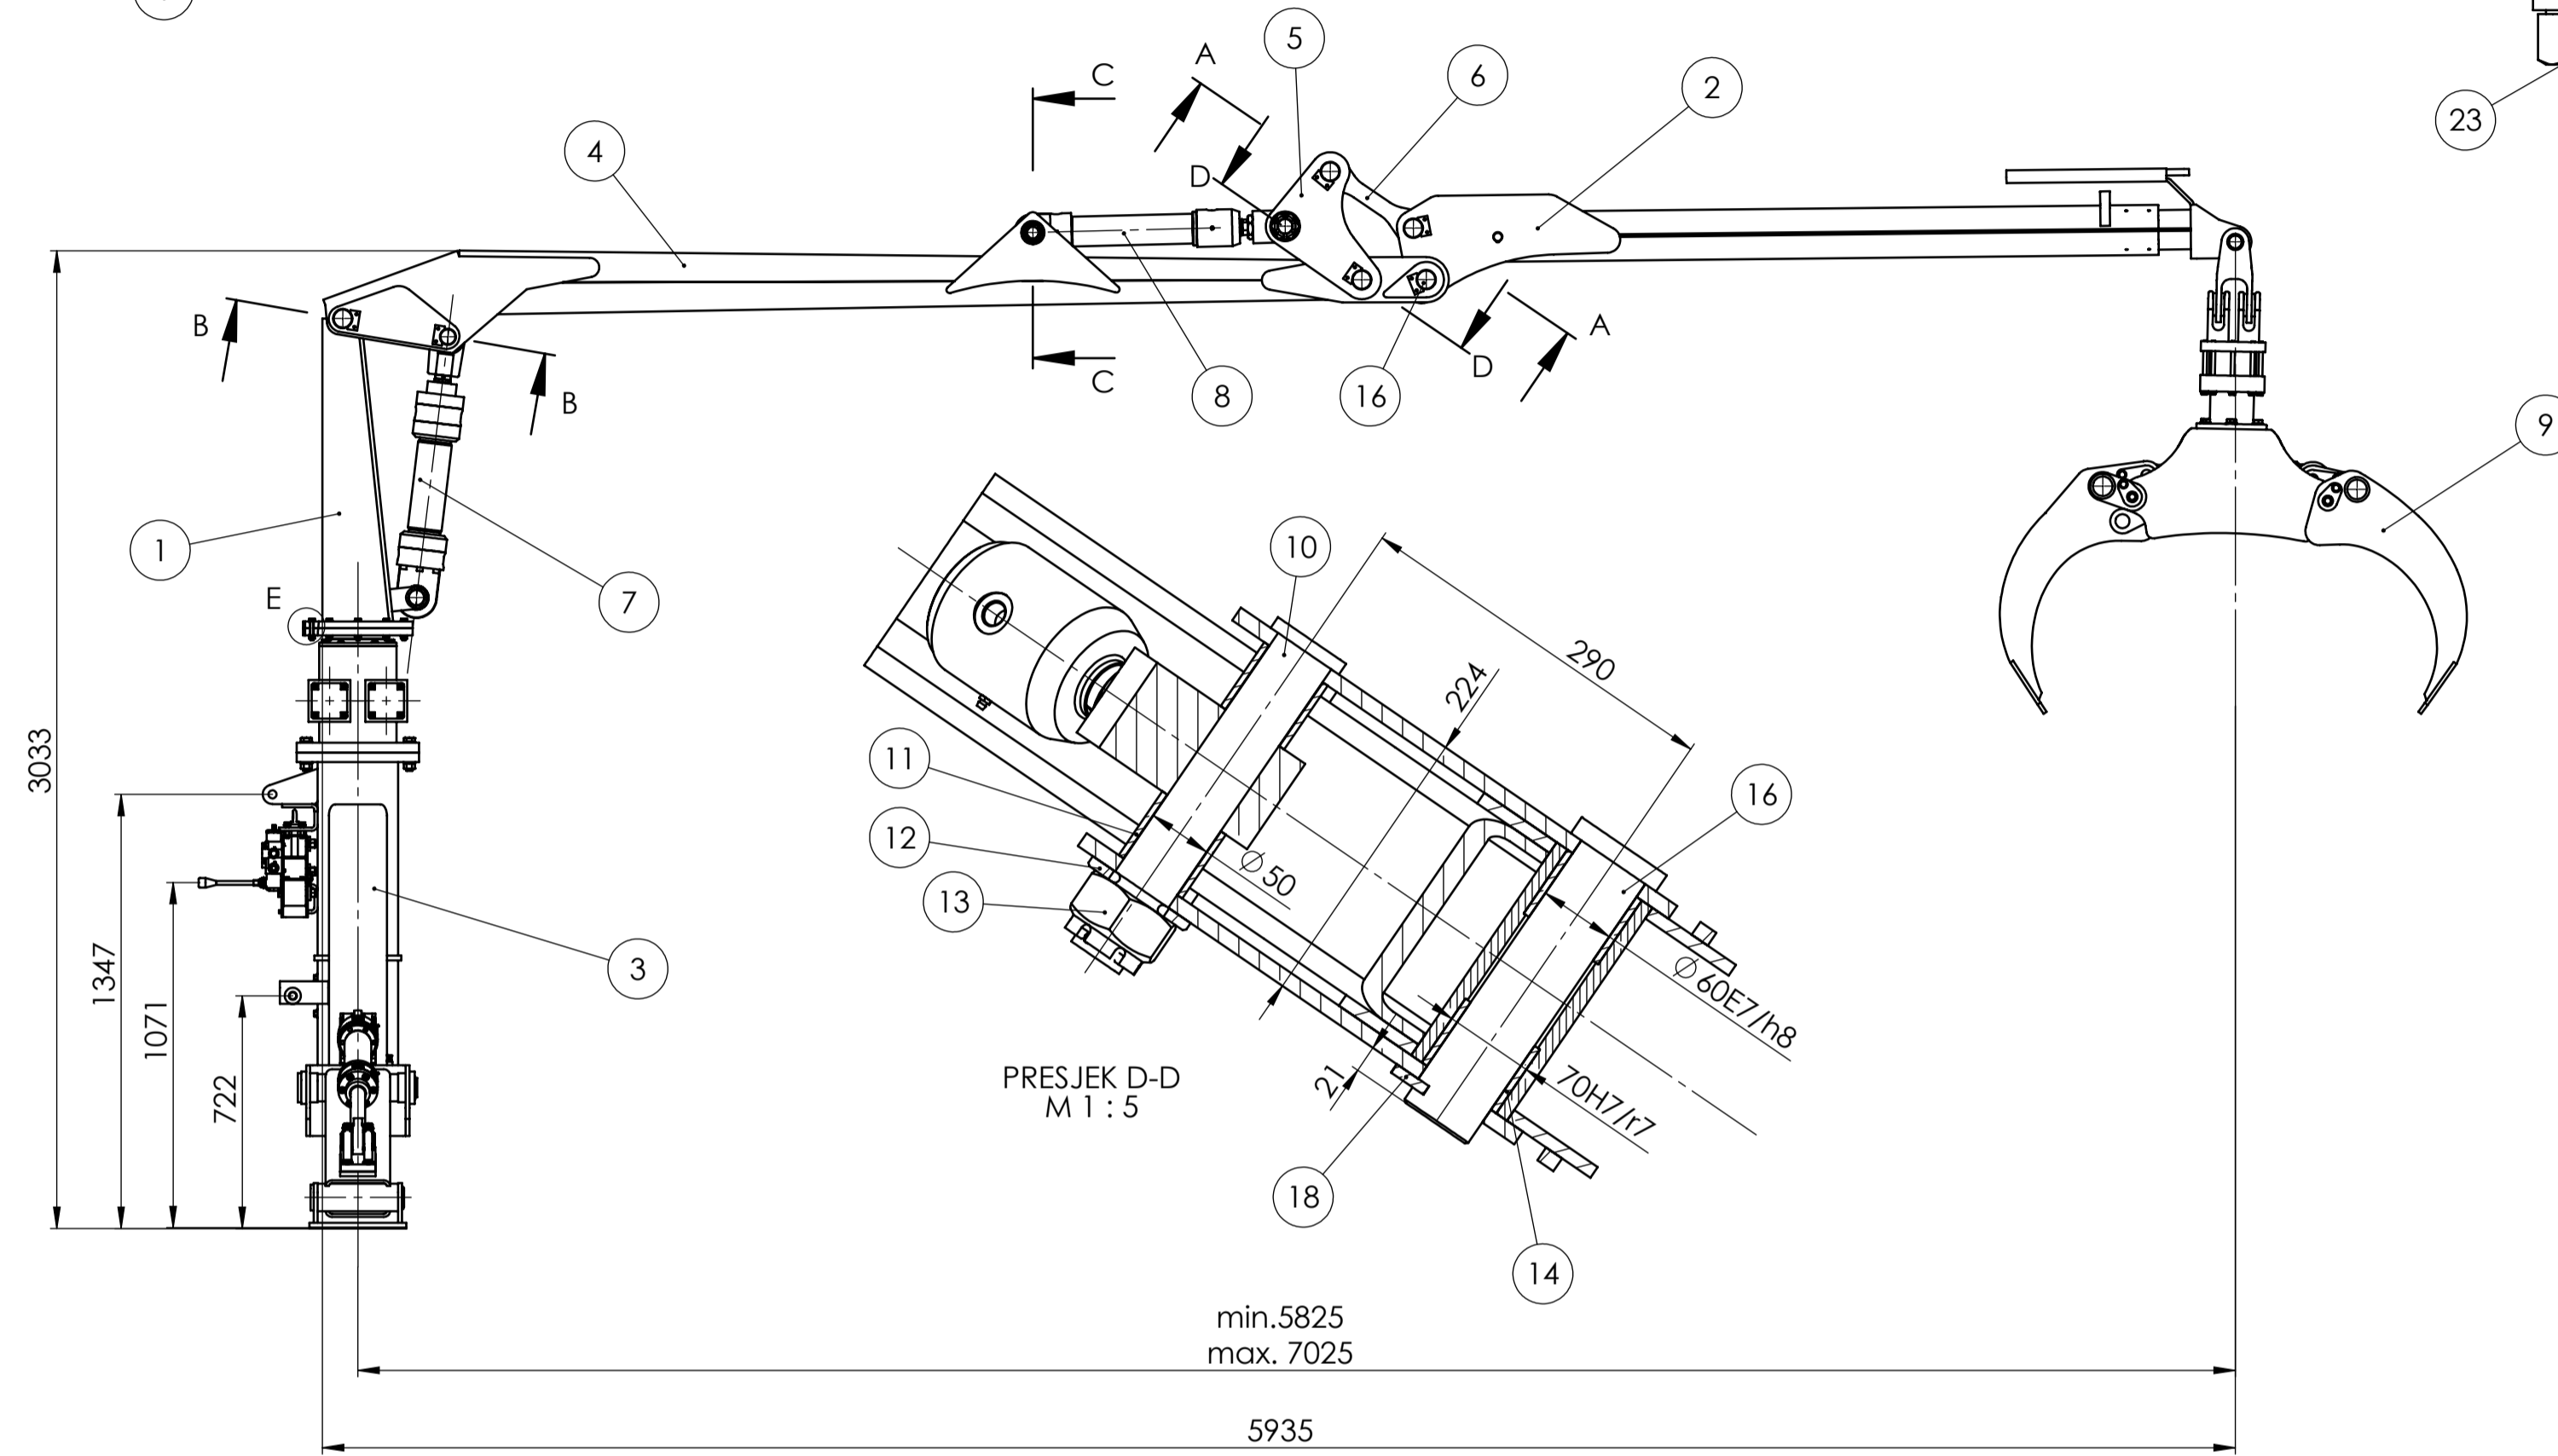 5
A
C
6
2
23
4
D
B
B
C
8
16
D
A
9
1
E
7
10
290
224
3033
11
16
12
⌀50
13
1347
3
⌀60E7/h8
1071
722
PRESJEK D-D
M 1 : 5
21
70H7/r7
18
14
min.5825
max. 7025
5935